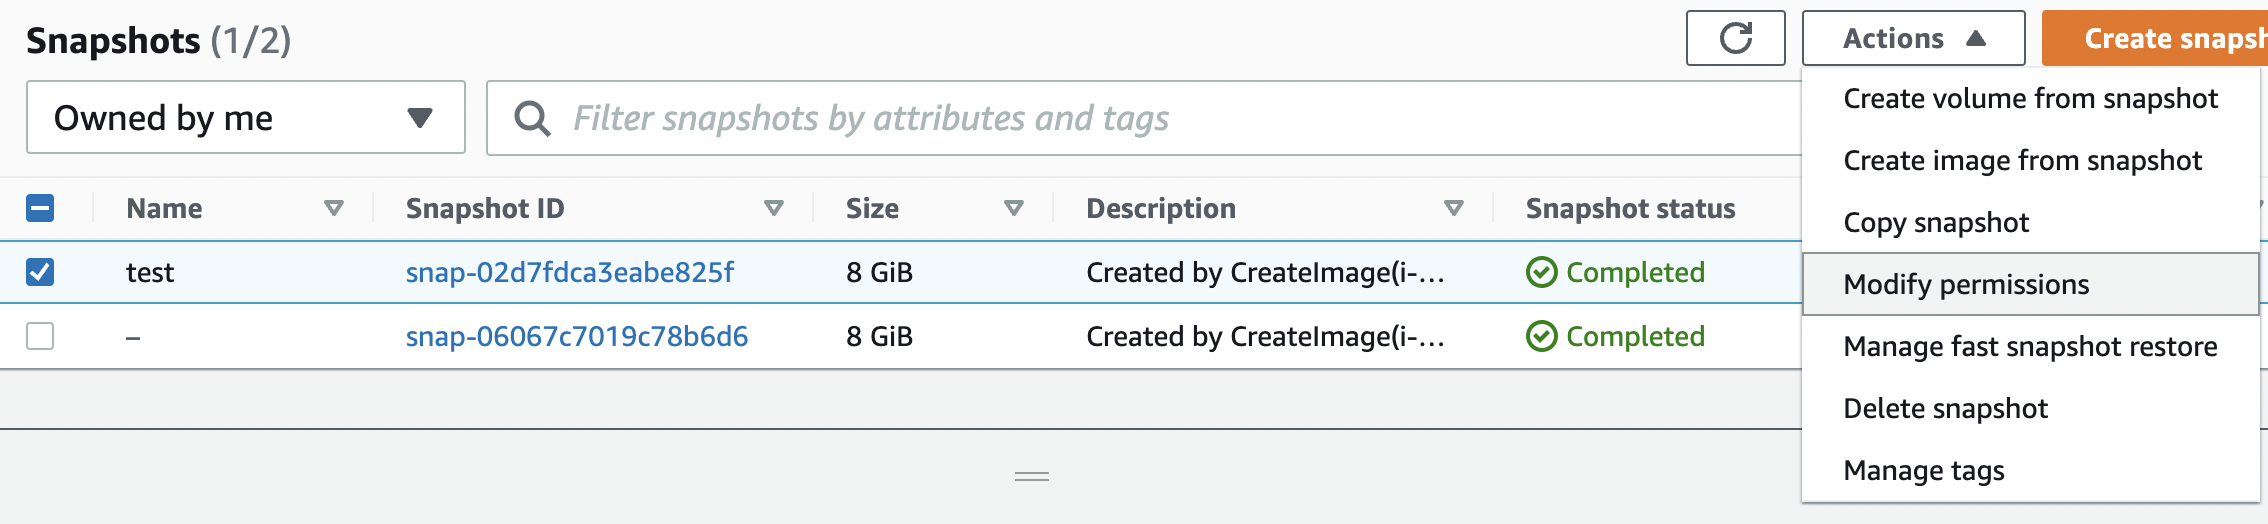 Snapshots (1/2)
Actions
Create snapsh
Owned by me
Filter snapshots by attributes and tags
Create volume from snapshot
Create image from snapshot
Copy snapshot
Modify permissions
Manage fast snapshot restore
Delete snapshot
Manage tags
Name Snapshot ID Size Description Snapshot status
test snap-02d7fdca3eabe825f 8 GiB Created by CreateImage(i-... Completed
– snap-06067c7019c78b6d6 8 GiB Created by CreateImage(i-... Completed